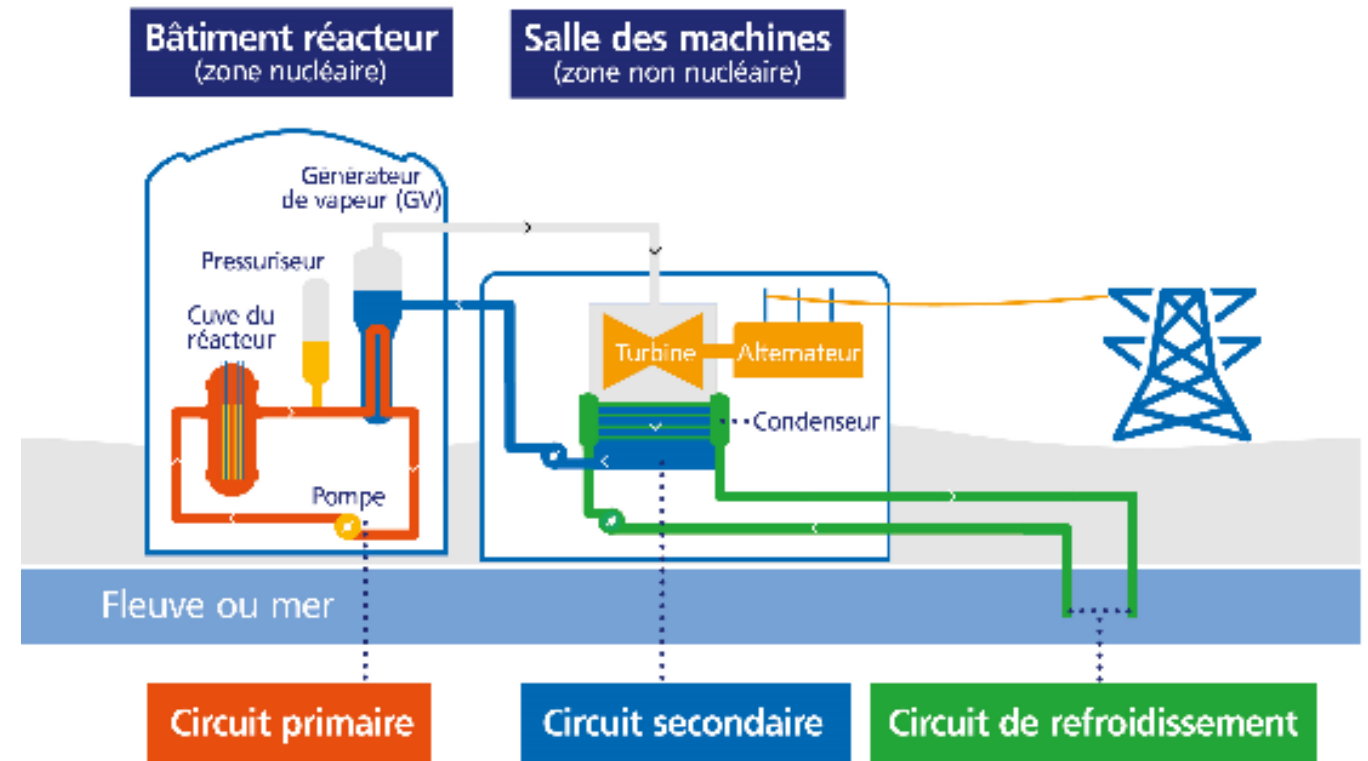 Bâtiment réacteur
(zone nucléaire)
Salle des machines
(zone non nucléaire)
Générateur
de vapeur (GV)
Pressuriseur
Cuve du
réacteur
Turbine
Alternateur
Condenseur
Pompe
Fleuve ou mer
Circuit primaire
Circuit secondaire
Circuit de refroidissement